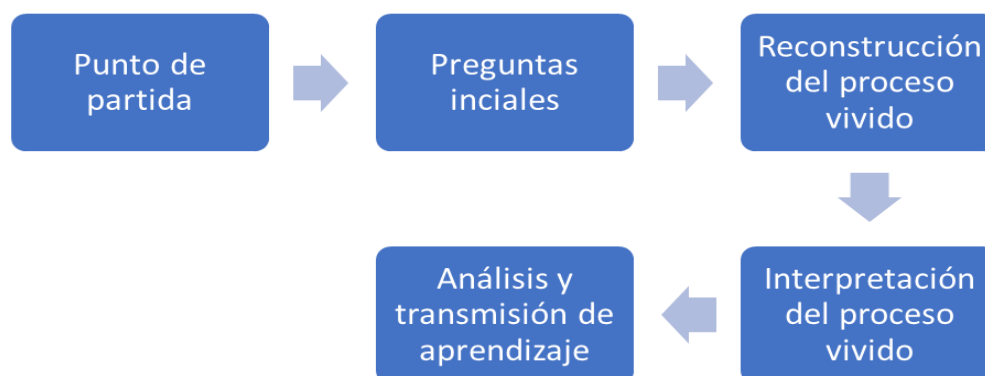 Punto de
partida
Preguntas
inciales
Reconstrucción
del proceso
vivido
Interpretación
del proceso
vivido
Análisis y
transmisión de
aprendizaje